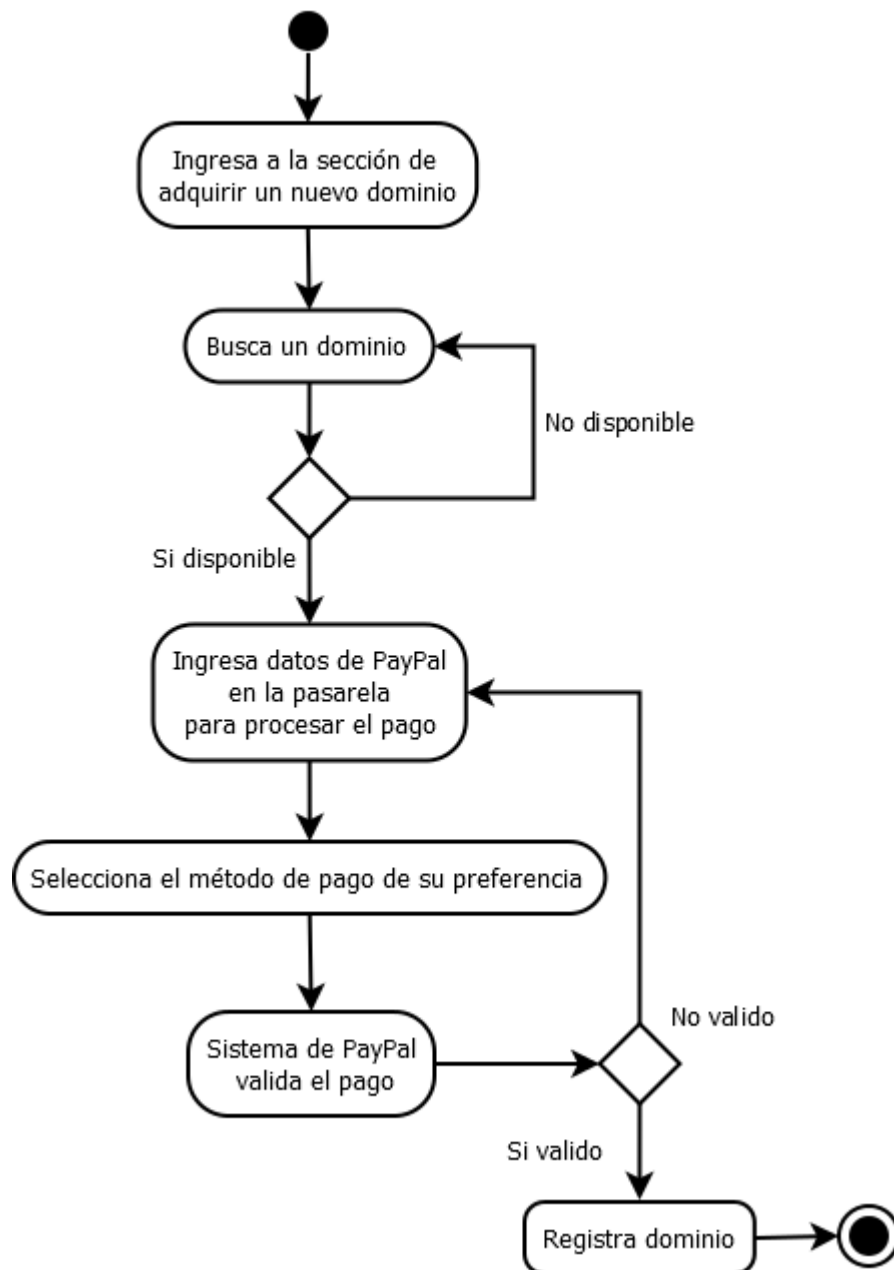 Ingresa a la sección de
adquirir un nuevo dominio
Busca un dominio
No disponible
Si disponible
Ingresa datos de PayPal
en la pasarela
para procesar el pago
Selecciona el método de pago de su preferencia
Sistema de PayPal
valida el pago
No valido
Si valido
Registra dominio